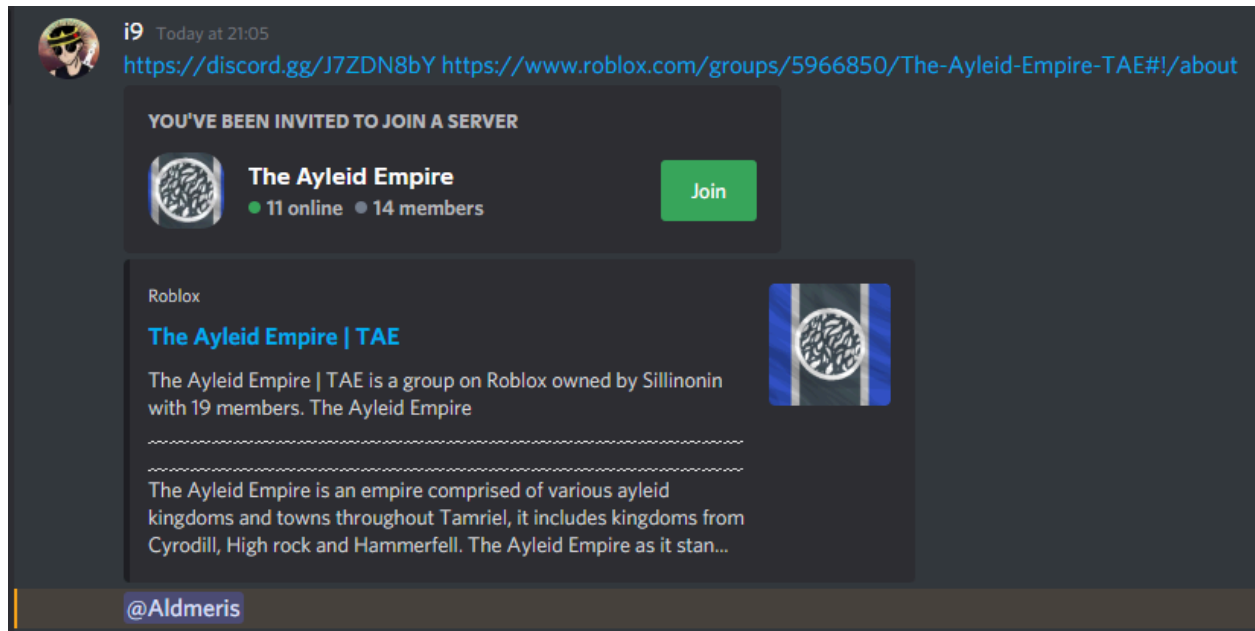 i9 Today at 21:05
https://discord.gg/J7ZDN8bY https://www.roblox.com/groups/5966850/The-Ayleid-Empire-TAE#!/about
YOU'VE BEEN INVITED TO JOIN A SERVER
The Ayleid Empire
11 online 14 members
Join
Roblox
The Ayleid Empire | TAE
The Ayleid Empire | TAE is a group on Roblox owned by Sillinonin
with 19 members. The Ayleid Empire
The Ayleid Empire is an empire comprised of various ayleid
kingdoms and towns throughout Tamriel, it includes kingdoms from
Cyrodill, High rock and Hammerfell. The Ayleid Empire as it stan...
@Aldmeris